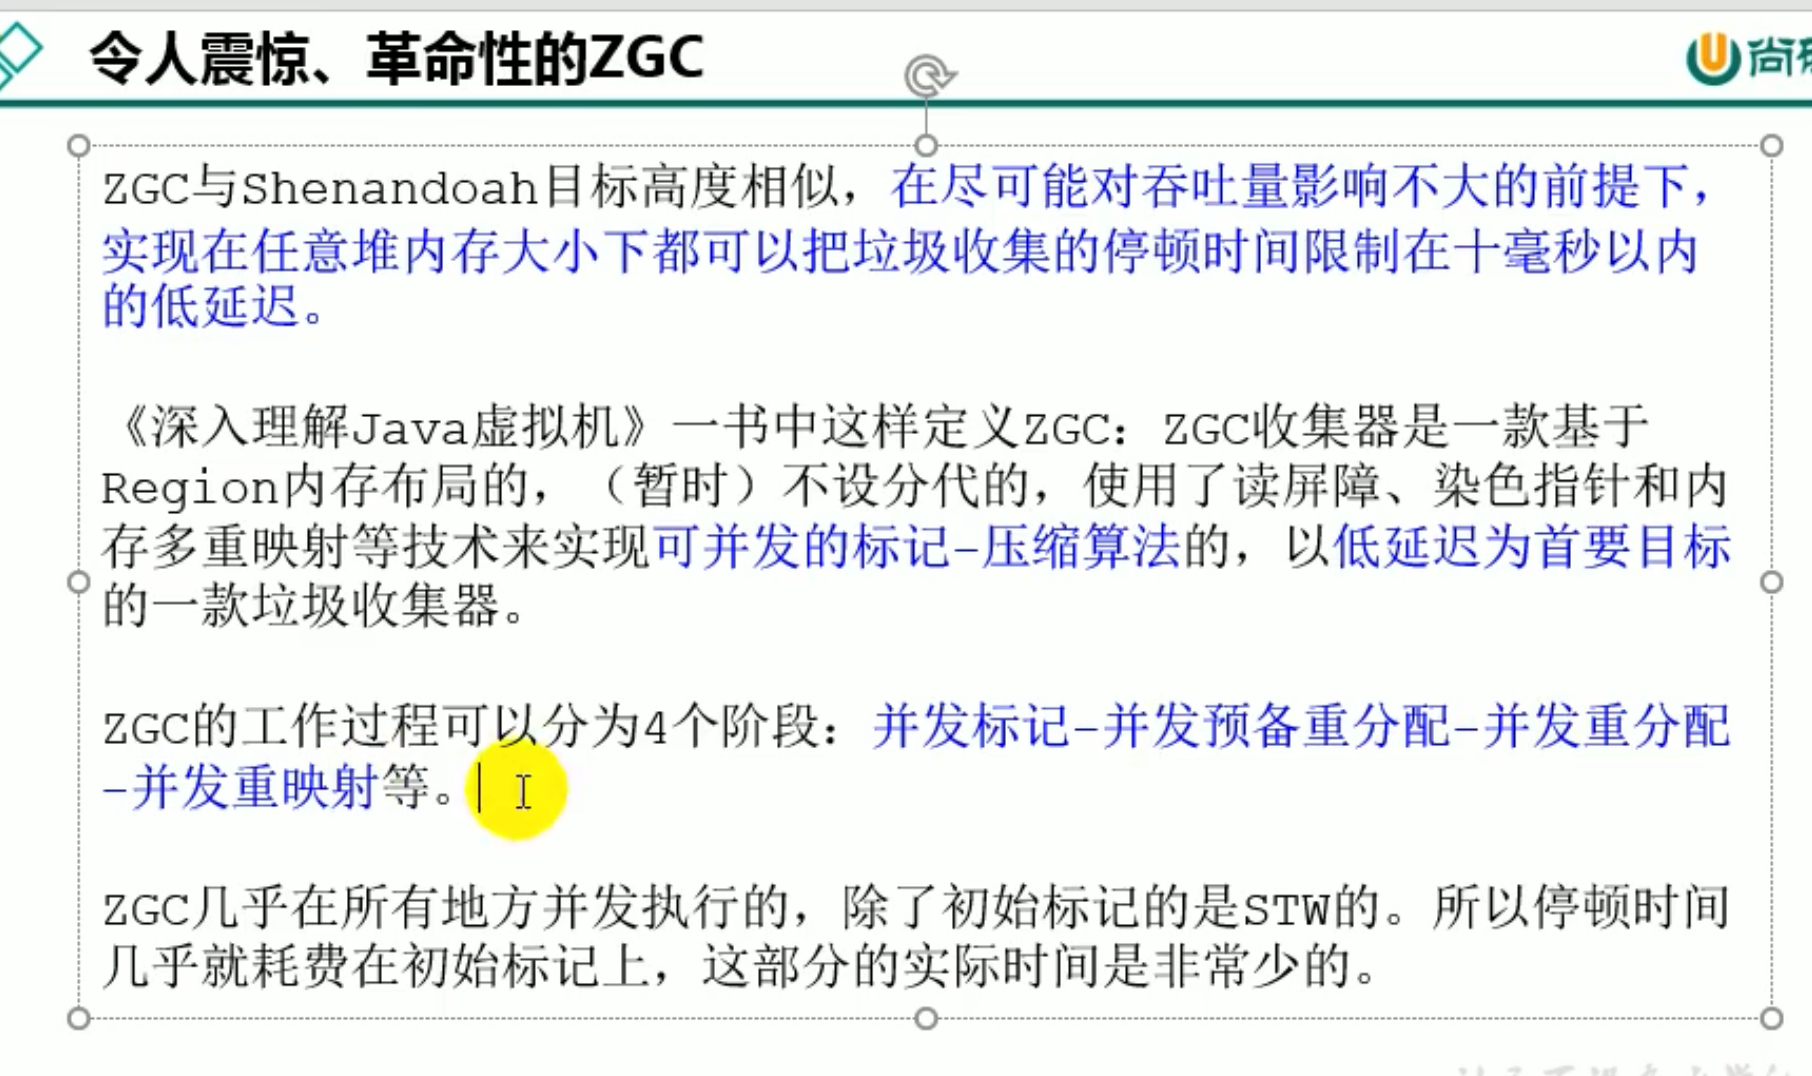 令人震惊、革命性的ZGC
尚
ZGC与Shenandoah目标高度相似，在尽可能对吞吐量影响不大的前提下，
实现在任意堆内存大小下都可以把垃圾收集的停顿时间限制在十毫秒以内
的低延迟。
《深入理解Java虚拟机》一书中这样定义ZGC：ZGC收集器是一款基于
Region内存布局的，（暂时）不设分代的，使用了读屏障、染色指针和内
存多重映射等技术来实现可并发的标记-压缩算法的，以低延迟为首要目标
的一款垃圾收集器。
ZGC的工作过程可以分为4个阶段：并发标记-并发预备重分配-并发重分配
-并发重映射等。
ZGC几乎在所有地方并发执行的，除了初始标记的是STW的。所以停顿时间
几乎就耗费在初始标记上，这部分的实际时间是非常少的。